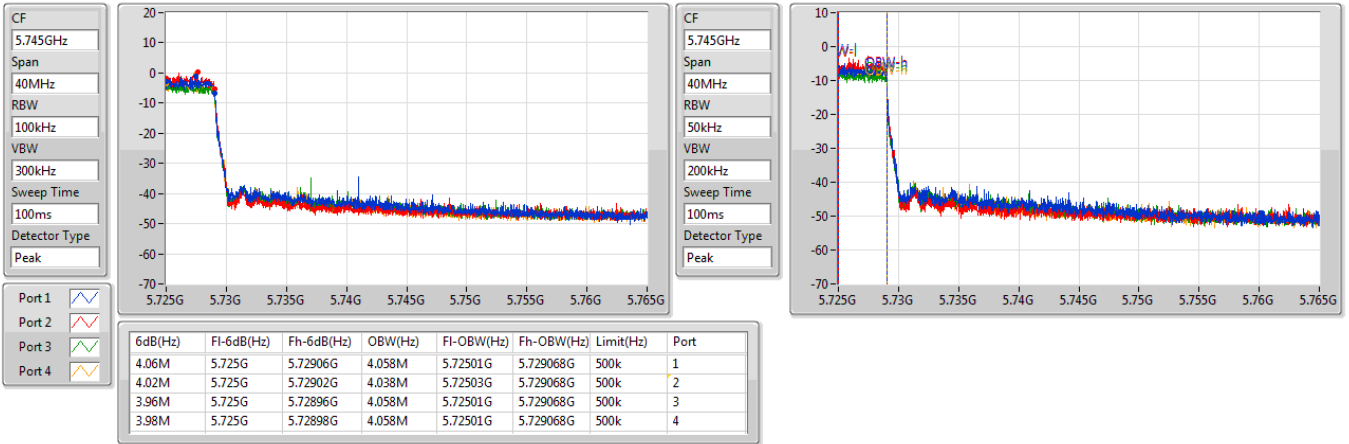 CF
5.745GHz
Span
40MHz
RBW
100kHz
VBW
300kHz
Sweep Time
100ms
Detector Type
Peak
20
10
0
-10
-20
-30
-40
-50
-60
-70
5.725G 5.73G 5.735G 5.74G 5.745G 5.75G 5.755G 5.76G 5.765G
CF
5.745GHz
Span
40MHz
RBW
50kHz
VBW
200kHz
Sweep Time
100ms
Detector Type
Peak
10
0
-10
-20
-30
-40
-50
-60
-70
OBW-h
5.725G 5.73G 5.735G 5.74G 5.745G 5.75G 5.755G 5.76G 5.765G
Port 1
Port 2
Port 3
Port 4
6dB(Hz) Fl-6dB(Hz) Fh-6dB(Hz) OBW(Hz) Fl-OBW(Hz) Fh-OBW(Hz) Limit(Hz) Port
4.06M 5.725G 5.72906G 4.058M 5.72501G 5.729068G 500k 1
4.02M 5.725G 5.72902G 4.038M 5.72503G 5.729068G 500k 2
3.96M 5.725G 5.72896G 4.058M 5.72501G 5.729068G 500k 3
3.98M 5.725G 5.72898G 4.058M 5.72501G 5.729068G 500k 4